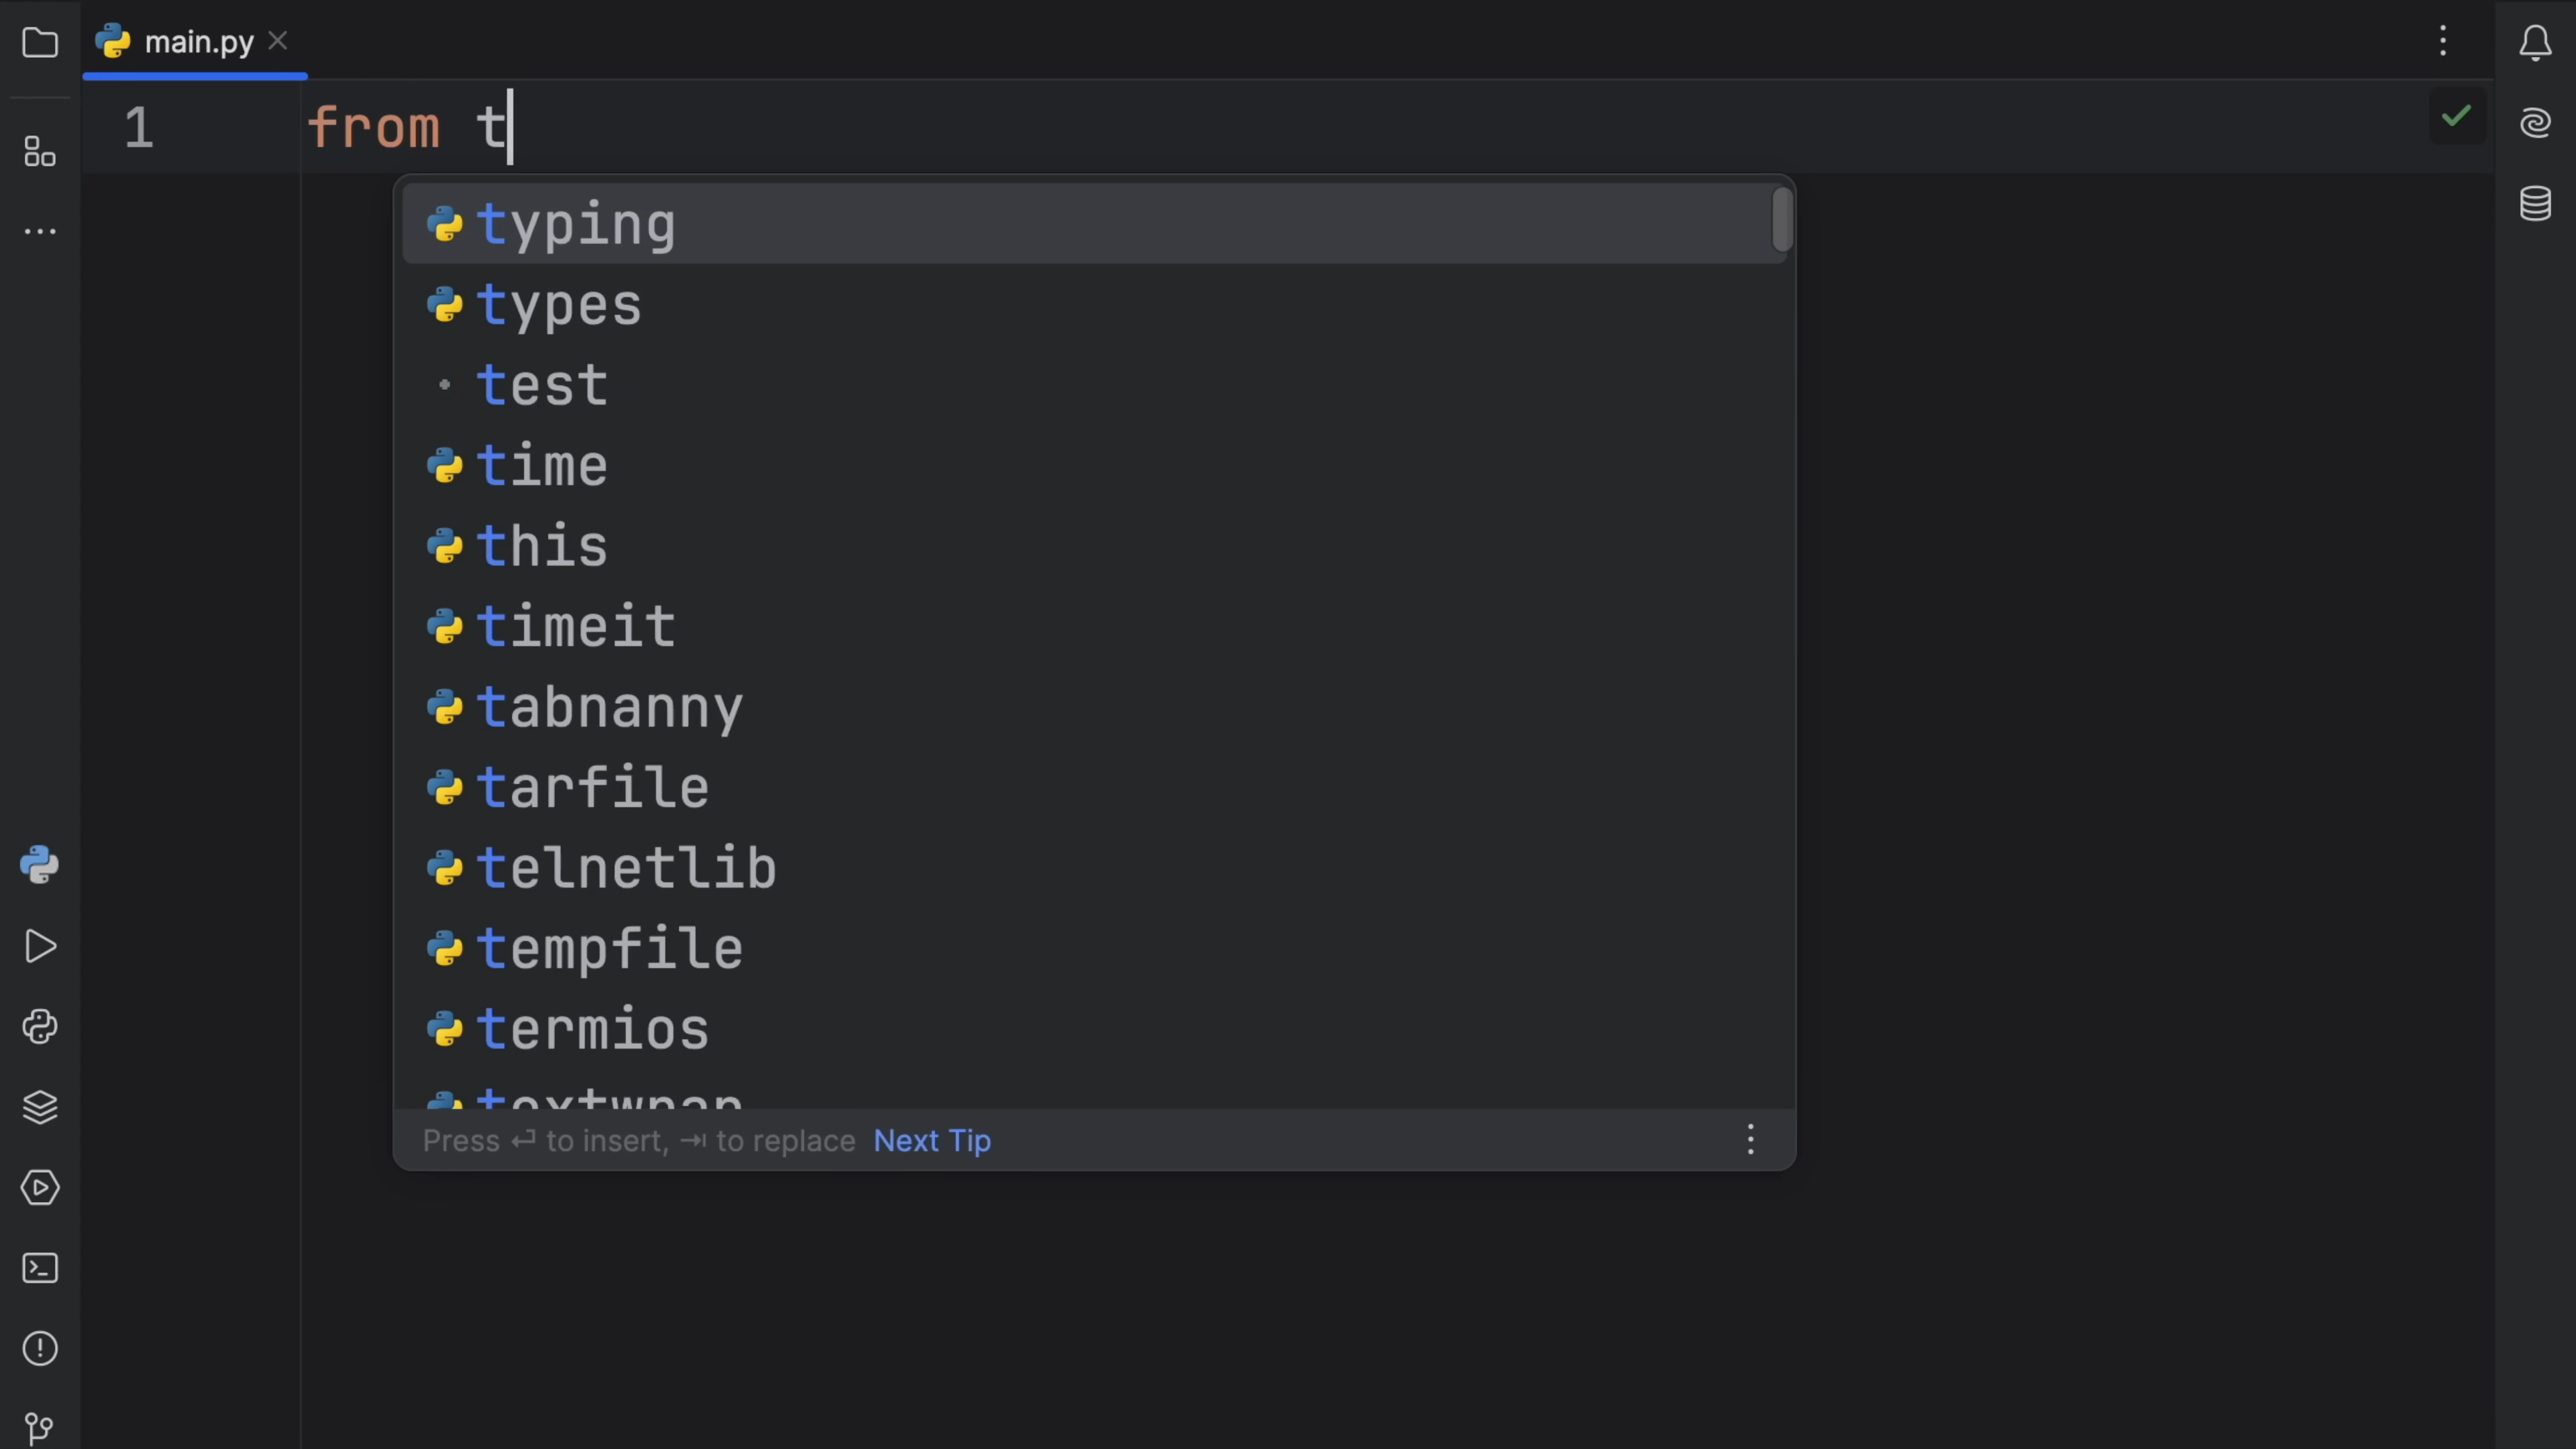 main.py
1 from t
typing
types
test
time
this
timeit
tabnanny
tarfile
telnetlib
tempfile
termios
textwrap
Press ↵ to insert, ⇥ to replace Next Tip